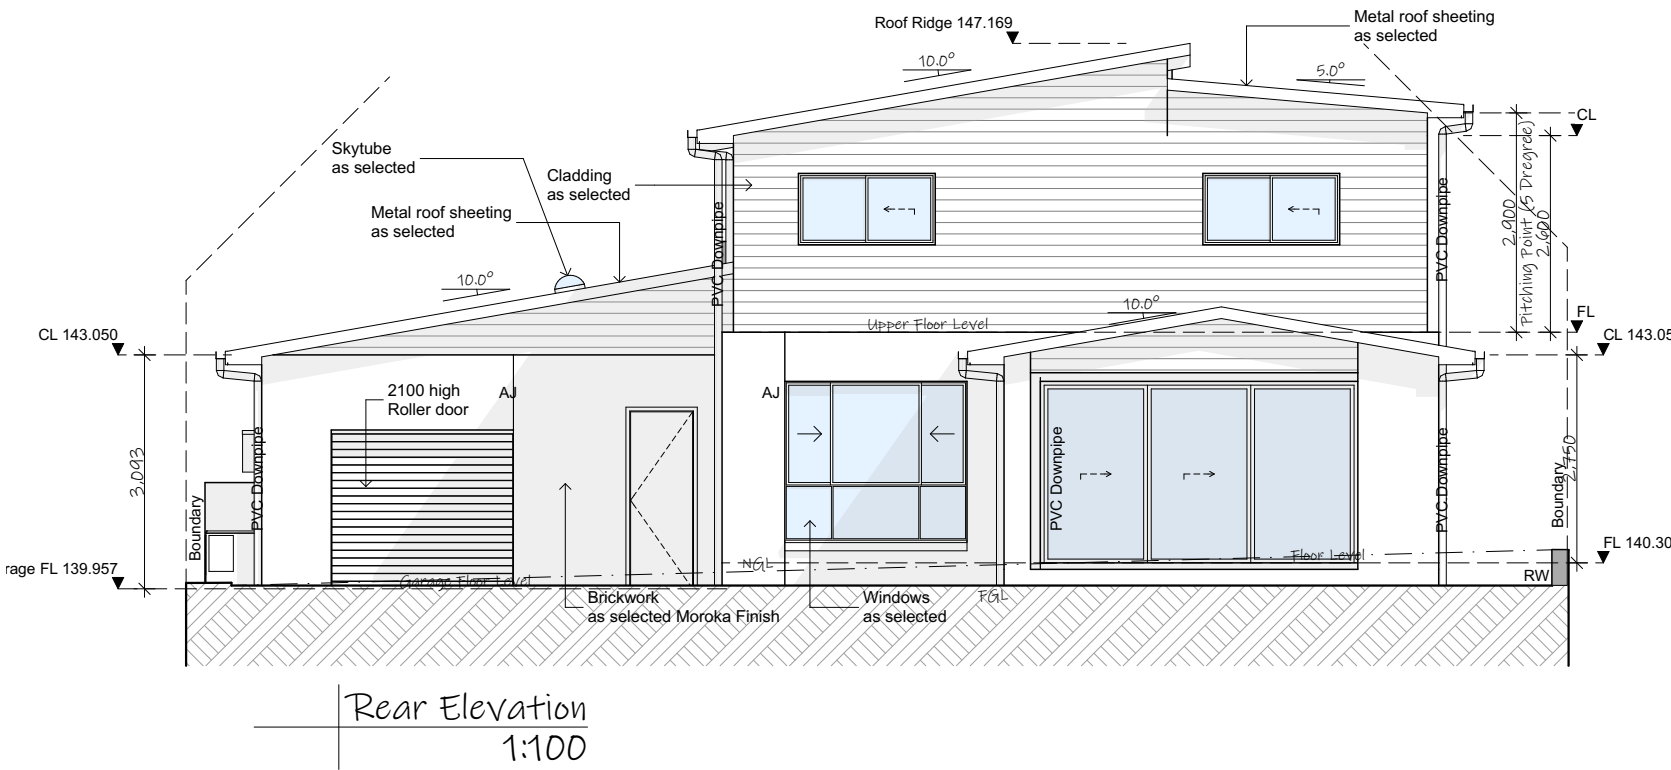 Roof Ridge 147.169
Metal roof sheeting
as selected
10.0°
5.0°
CL
Skytube
as selected
Cladding
as selected
Metal roof sheeting
as selected
PVC Downpipe
PVC Downpipe
2,900
Pitching Point (5 Dregree)
2,600
10.0°
10.0°
Upper Floor Level
FL
CL 143.050
CL 143.05
2100 high
Roller door
AJ
AJ
3,093
PVC Downpipe
PVC Downpipe
PVC Downpipe
2,750
Boundary
Boundary
NGL
Floor Level
FL 140.30
rage FL 139.957
Garage Floor Level
RW
Brickwork
as selected Moroka Finish
Windows
as selected
FGL
Rear Elevation
1:100